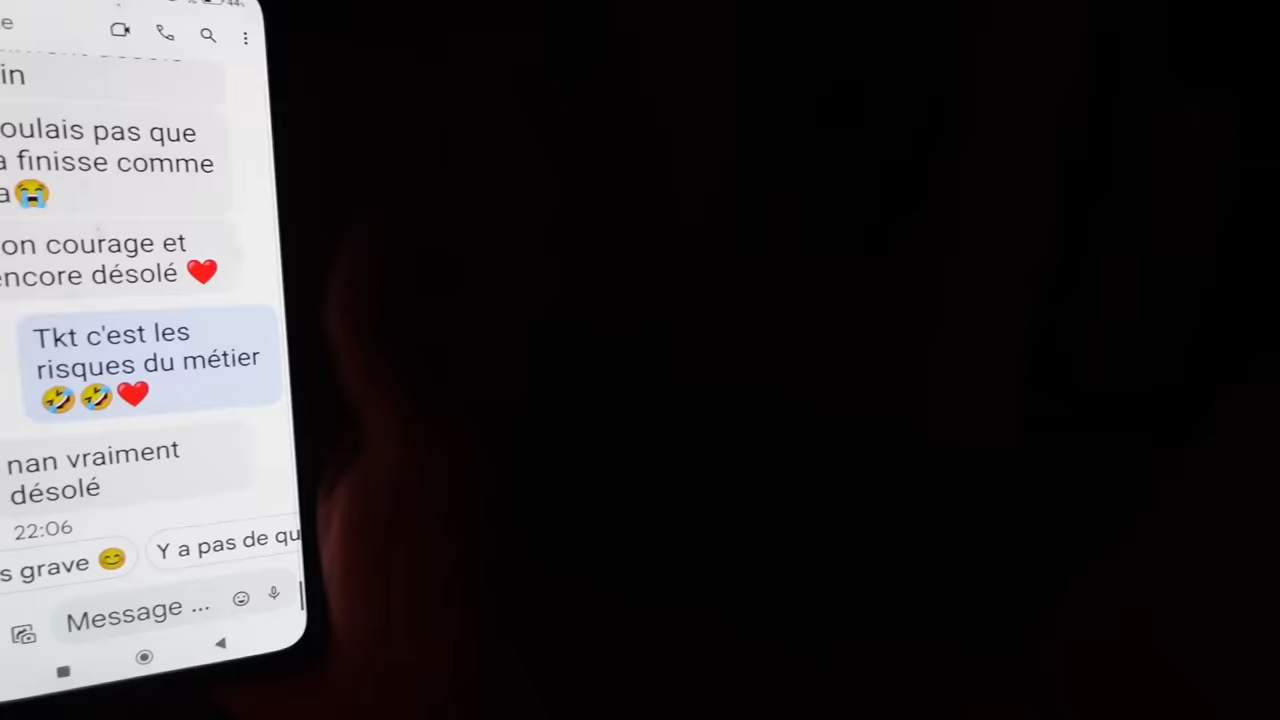 44%
in
oulais pas que
a finisse comme
a😭
on courage et
encore désolé ❤️
Tkt c'est les
risques du métier
🤣🤣❤️
nan vraiment
désolé
22:06
s grave 😊
Y a pas de qu
Message ...